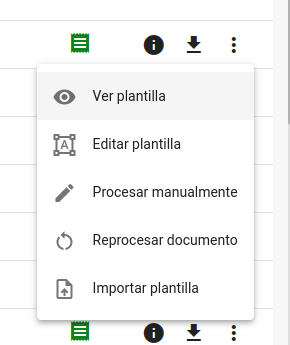 Ver plantilla
Editar plantilla
Procesar manualmente
Reprocesar documento
Importar plantilla